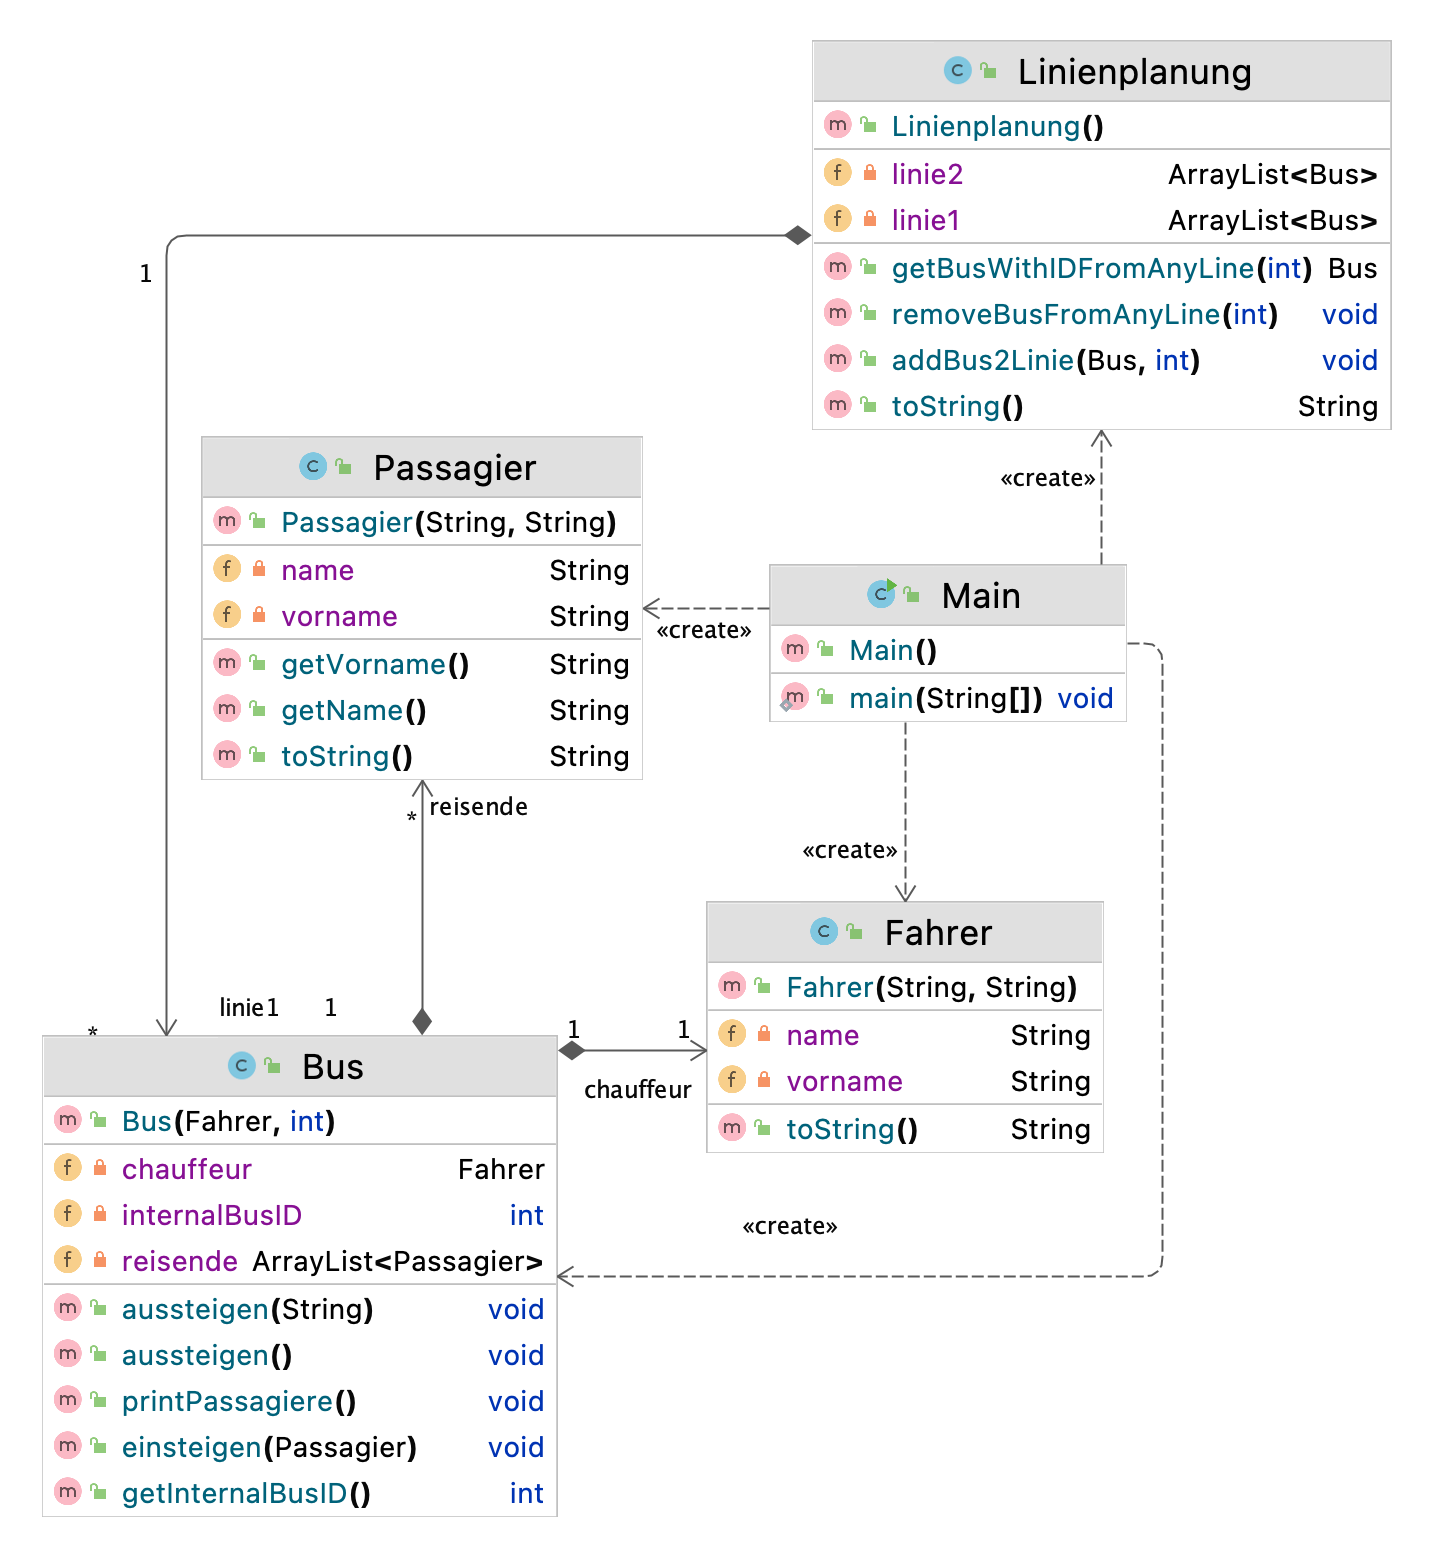 Linienplanung
Linienplanung()
linie2 ArrayList<Bus>
linie1 ArrayList<Bus>
getBusWithIDFromAnyLine(int) Bus
removeBusFromAnyLine(int) void
addBus2Linie(Bus, int) void
toString() String
1
«create»
Passagier
Passagier(String, String)
name String
vorname String
getVorname() String
getName() String
toString() String
«create»
Main
Main()
main(String[]) void
* reisende
«create»
Fahrer
Fahrer(String, String)
name String
vorname String
toString() String
* linie1 1
1 1
chauffeur
Bus
Bus(Fahrer, int)
chauffeur Fahrer
internalBusID int
reisende ArrayList<Passagier>
aussteigen(String) void
aussteigen() void
printPassagiere() void
einsteigen(Passagier) void
getInternalBusID() int
«create»